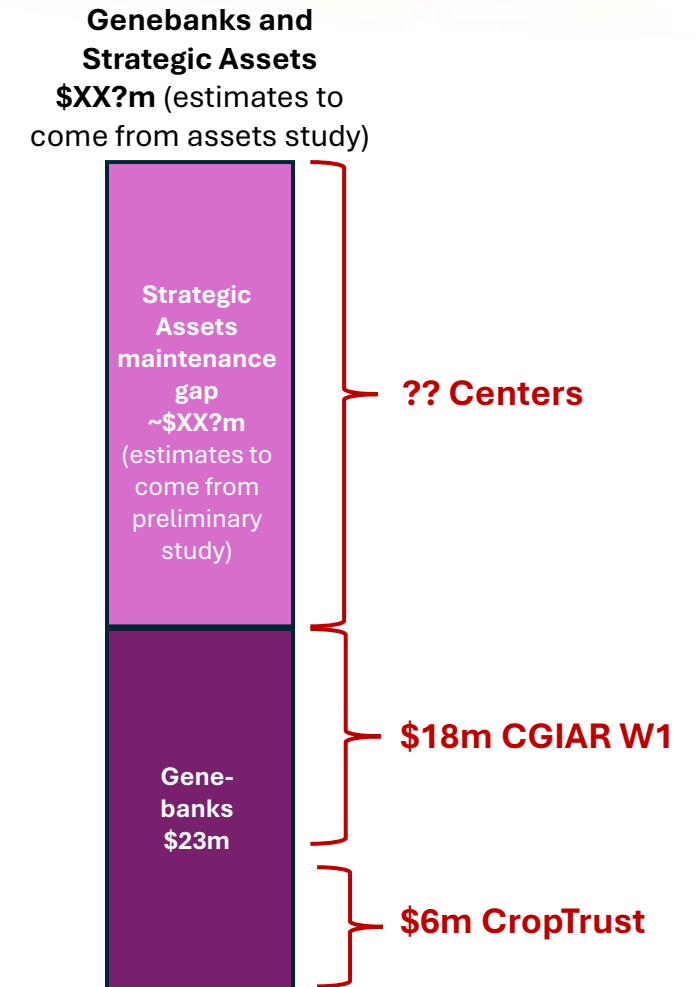 Genebanks and
Strategic Assets
$XX?m (estimates to
come from assets study)
Strategic
Assets
maintenance
gap
~$XX?m
(estimates to
come from
preliminary
study)
?? Centers
$18m CGIAR W1
Gene-
banks
$23m
$6m CropTrust